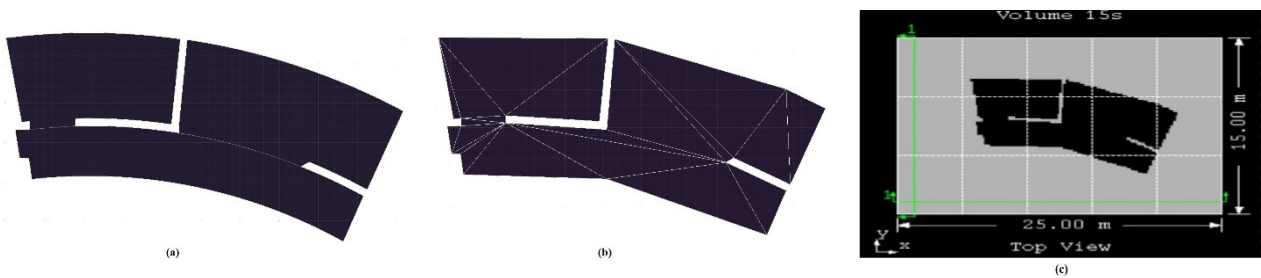 Volume 15s
1
15.00 m
1
25.00 m
Y
x
Top View
(a)
(b)
(c)